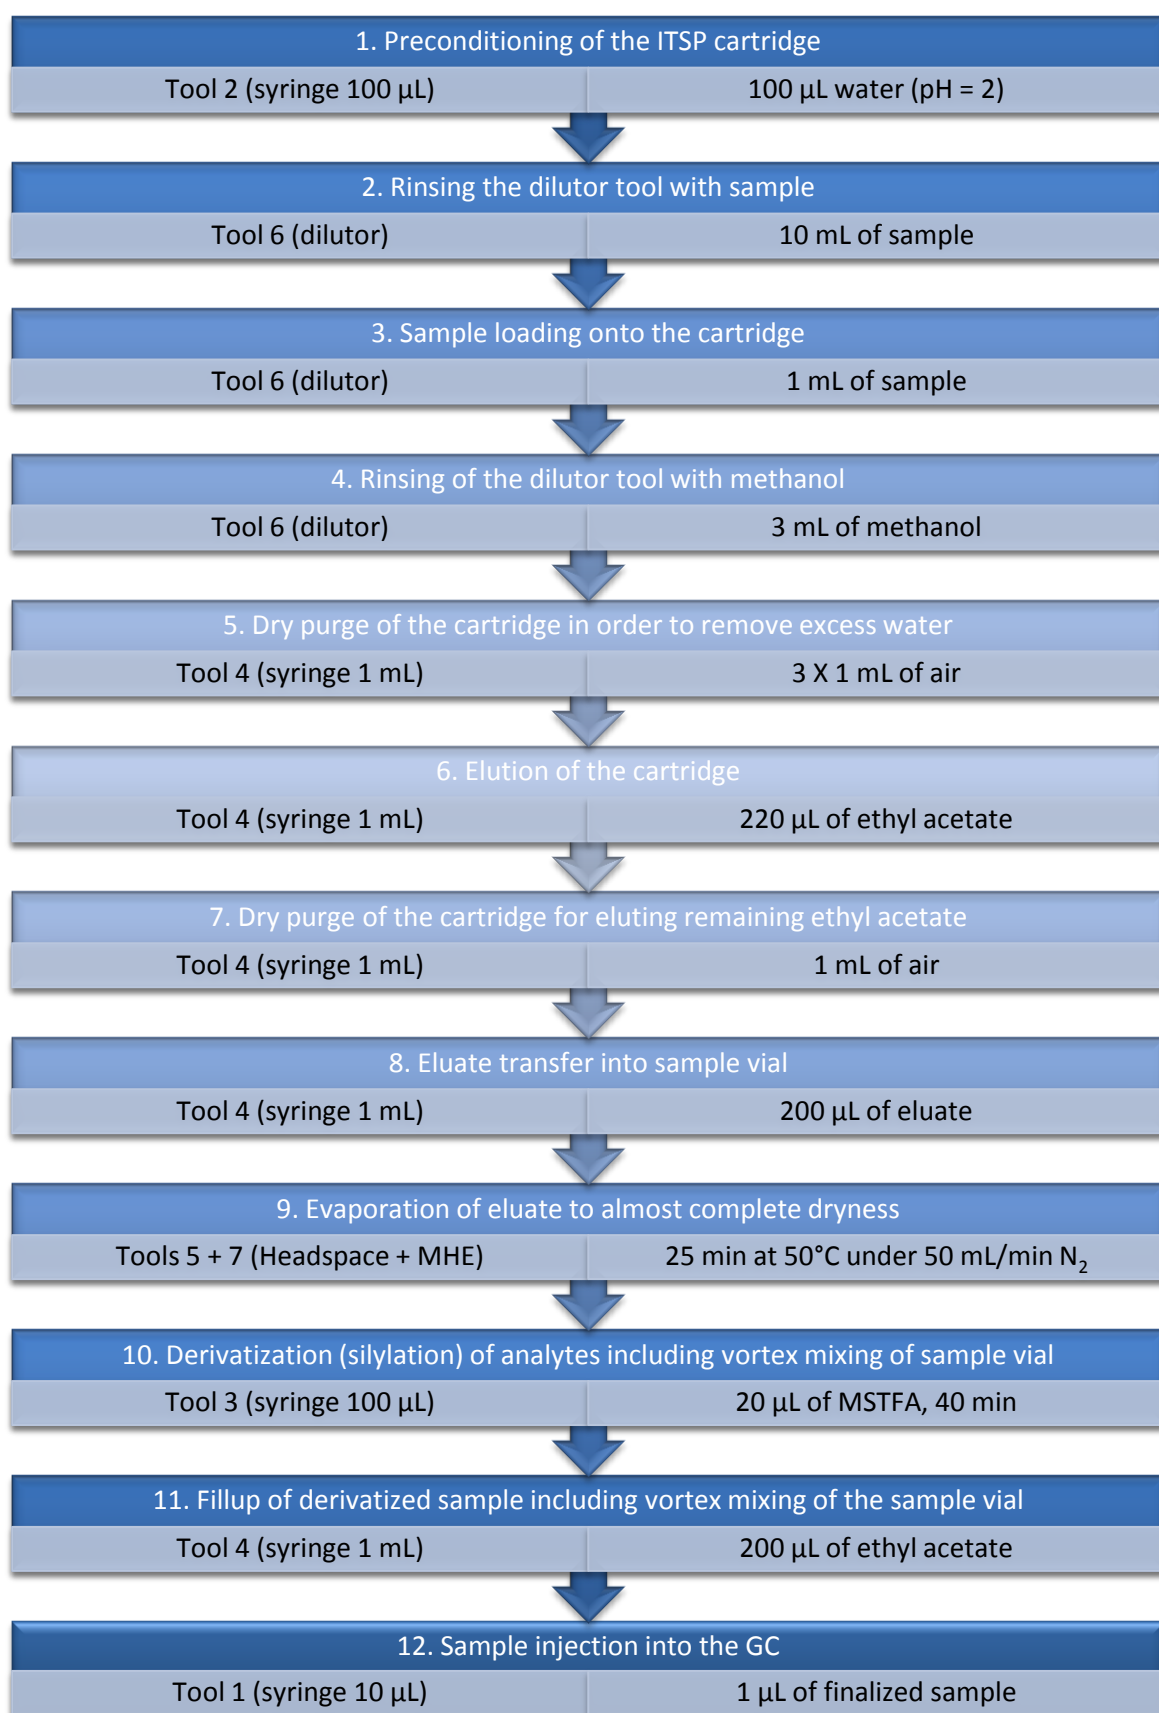 1. Preconditioning of the ITSP cartridge
Tool 2 (syringe 100 µL) 100 µL water (pH = 2)
2. Rinsing the dilutor tool with sample
Tool 6 (dilutor) 10 mL of sample
3. Sample loading onto the cartridge
Tool 6 (dilutor) 1 mL of sample
4. Rinsing of the dilutor tool with methanol
Tool 6 (dilutor) 3 mL of methanol
5. Dry purge of the cartridge in order to remove excess water
Tool 4 (syringe 1 mL) 3 X 1 mL of air
6. Elution of the cartridge
Tool 4 (syringe 1 mL) 220 µL of ethyl acetate
7. Dry purge of the cartridge for eluting remaining ethyl acetate
Tool 4 (syringe 1 mL) 1 mL of air
8. Eluate transfer into sample vial
Tool 4 (syringe 1 mL) 200 µL of eluate
9. Evaporation of eluate to almost complete dryness
Tools 5 + 7 (Headspace + MHE) 25 min at 50°C under 50 mL/min N₂
10. Derivatization (silylation) of analytes including vortex mixing of sample vial
Tool 3 (syringe 100 µL) 20 µL of MSTFA, 40 min
11. Fillup of derivatized sample including vortex mixing of the sample vial
Tool 4 (syringe 1 mL) 200 µL of ethyl acetate
12. Sample injection into the GC
Tool 1 (syringe 10 µL) 1 µL of finalized sample